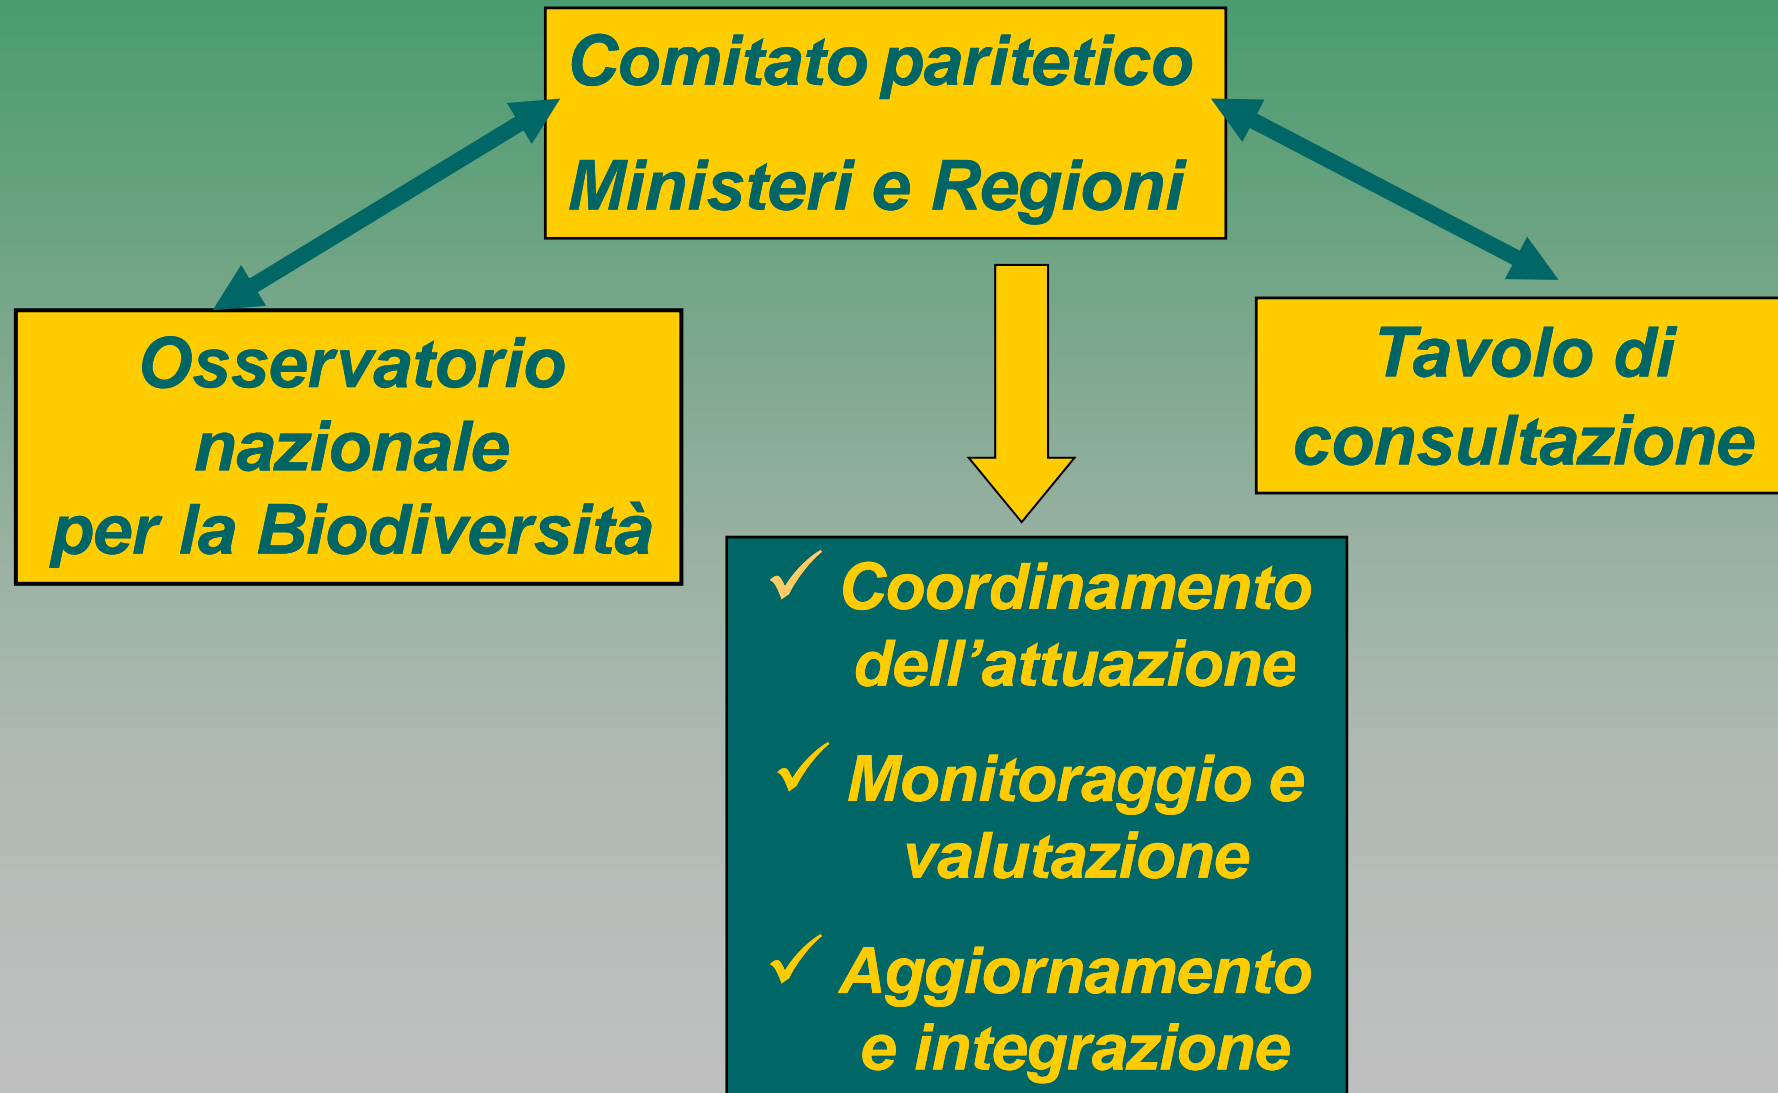 Comitato paritetico
Ministeri e Regioni
Osservatorio
nazionale
per la Biodiversità
Tavolo di
consultazione
✓ Coordinamento
dell’attuazione
✓ Monitoraggio e
valutazione
✓ Aggiornamento
e integrazione